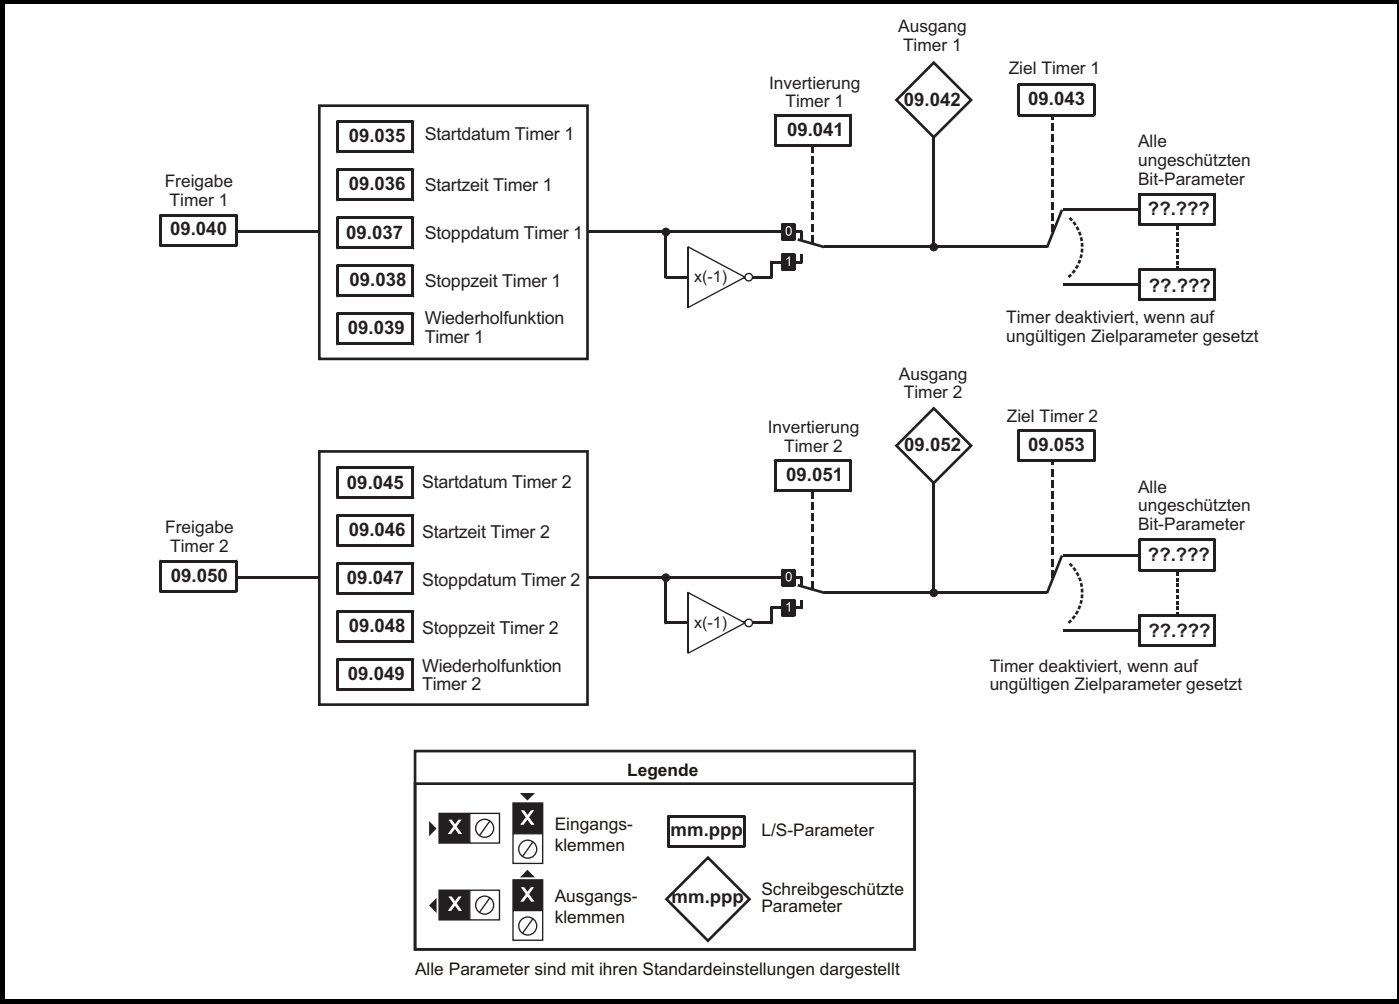 Freigabe
Timer 1
09.040
09.035 Startdatum Timer 1
09.036 Startzeit Timer 1
09.037 Stoppdatum Timer 1
09.038 Stoppzeit Timer 1
09.039 Wiederholfunktion
Timer 1
x(-1)
0
1
Invertierung
Timer 1
09.041
Ausgang
Timer 1
09.042
Ziel Timer 1
09.043
Alle
ungeschützten
Bit-Parameter
??.???
??.???
Timer deaktiviert, wenn auf
ungültigen Zielparameter gesetzt
Freigabe
Timer 2
09.050
09.045 Startdatum Timer 2
09.046 Startzeit Timer 2
09.047 Stoppdatum Timer 2
09.048 Stoppzeit Timer 2
09.049 Wiederholfunktion
Timer 2
x(-1)
0
1
Invertierung
Timer 2
09.051
Ausgang
Timer 2
09.052
Ziel Timer 2
09.053
Alle
ungeschützten
Bit-Parameter
??.???
??.???
Timer deaktiviert, wenn auf
ungültigen Zielparameter gesetzt
Legende
X
X
Eingangs-
klemmen
mm.ppp
L/S-Parameter
X
X
Ausgangs-
klemmen
mm.ppp
Schreibgeschützte
Parameter
Alle Parameter sind mit ihren Standardeinstellungen dargestellt